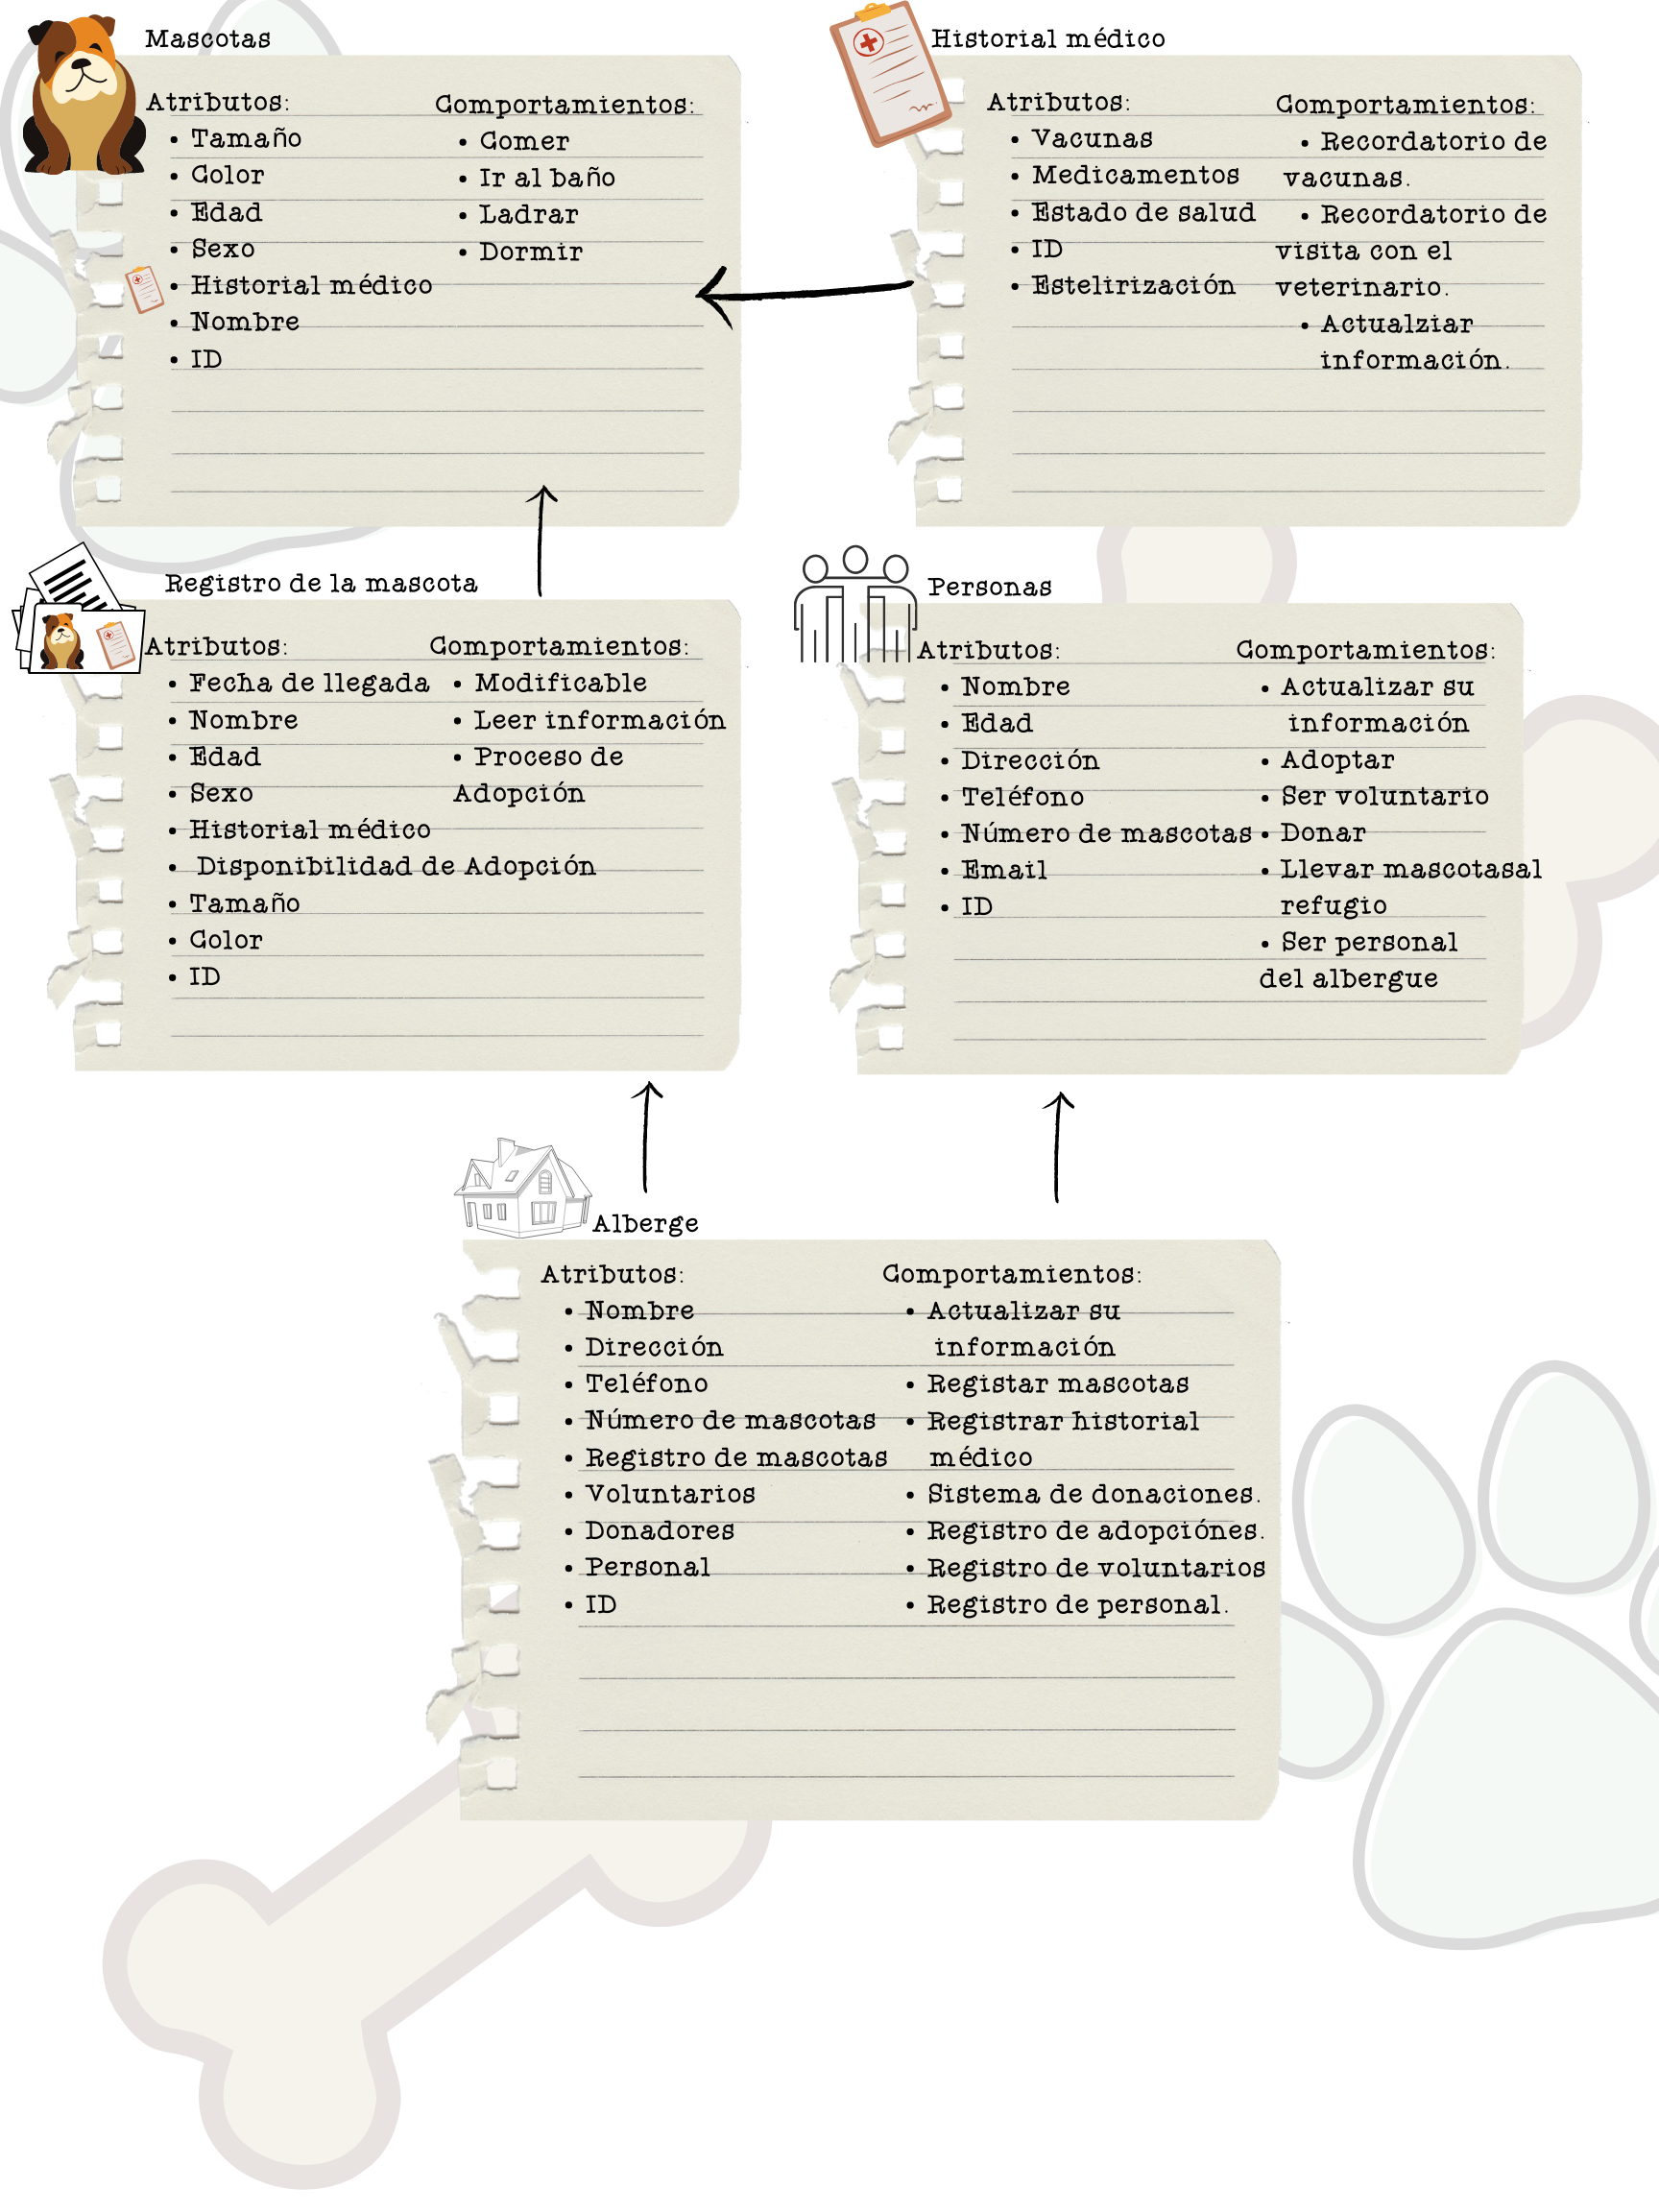 Mascotas
Atributos:
• Tamaño
• Color
• Edad
• Sexo
• Historial médico
• Nombre
• ID
Comportamientos:
• Comer
• Ir al baño
• Ladrar
• Dormir
Historial médico
Atributos:
• Vacunas
• Medicamentos
• Estado de salud
• ID
• Estelirización
Comportamientos:
• Recordatorio de
vacunas.
• Recordatorio de
visita con el
veterinario.
• Actualziar
información.
Registro de la mascota
Atributos:
• Fecha de llegada
• Nombre
• Edad
• Sexo
• Historial médico
• Disponibilidad de Adopción
• Tamaño
• Color
• ID
Comportamientos:
• Modificable
• Leer información
• Proceso de
Adopción
Personas
Atributos:
• Nombre
• Edad
• Dirección
• Teléfono
• Número de mascotas
• Email
• ID
Comportamientos:
• Actualizar su
información
• Adoptar
• Ser voluntario
• Donar
• Llevar mascotasal
refugio
• Ser personal
del albergue
Alberge
Atributos:
• Nombre
• Dirección
• Teléfono
• Número de mascotas
• Registro de mascotas
• Voluntarios
• Donadores
• Personal
• ID
Comportamientos:
• Actualizar su
información
• Registar mascotas
• Registrar historial
médico
• Sistema de donaciones.
• Registro de adopciónes.
• Registro de voluntarios
• Registro de personal.